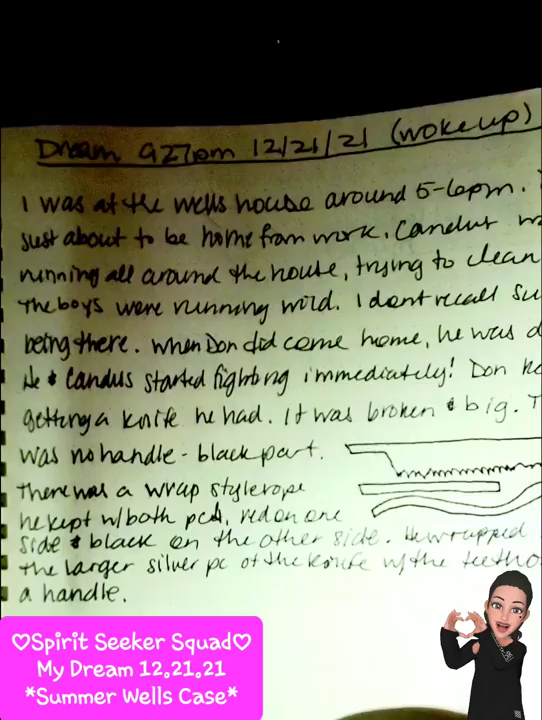 Dream 927pm 12/21/21 (woke up)
I was at the wells house around 5-6pm.
just about to be home from work. Candus
running all around the house, trying to clean
The boys were running wild. I dont recall Su
being there. when Don did come home, he was d
He & Candus started fighting immediately! Don
getting a knife he had. It was broken & big. T
was no handle - black part.
There was a wrap style rope
he kept w/both pcs, red on one
side & black on the other side. He wrapped
the larger silver pc of the knife w/the teeth
a handle.
♡Spirit Seeker Squad♡
My Dream 12.21.21
*Summer Wells Case*